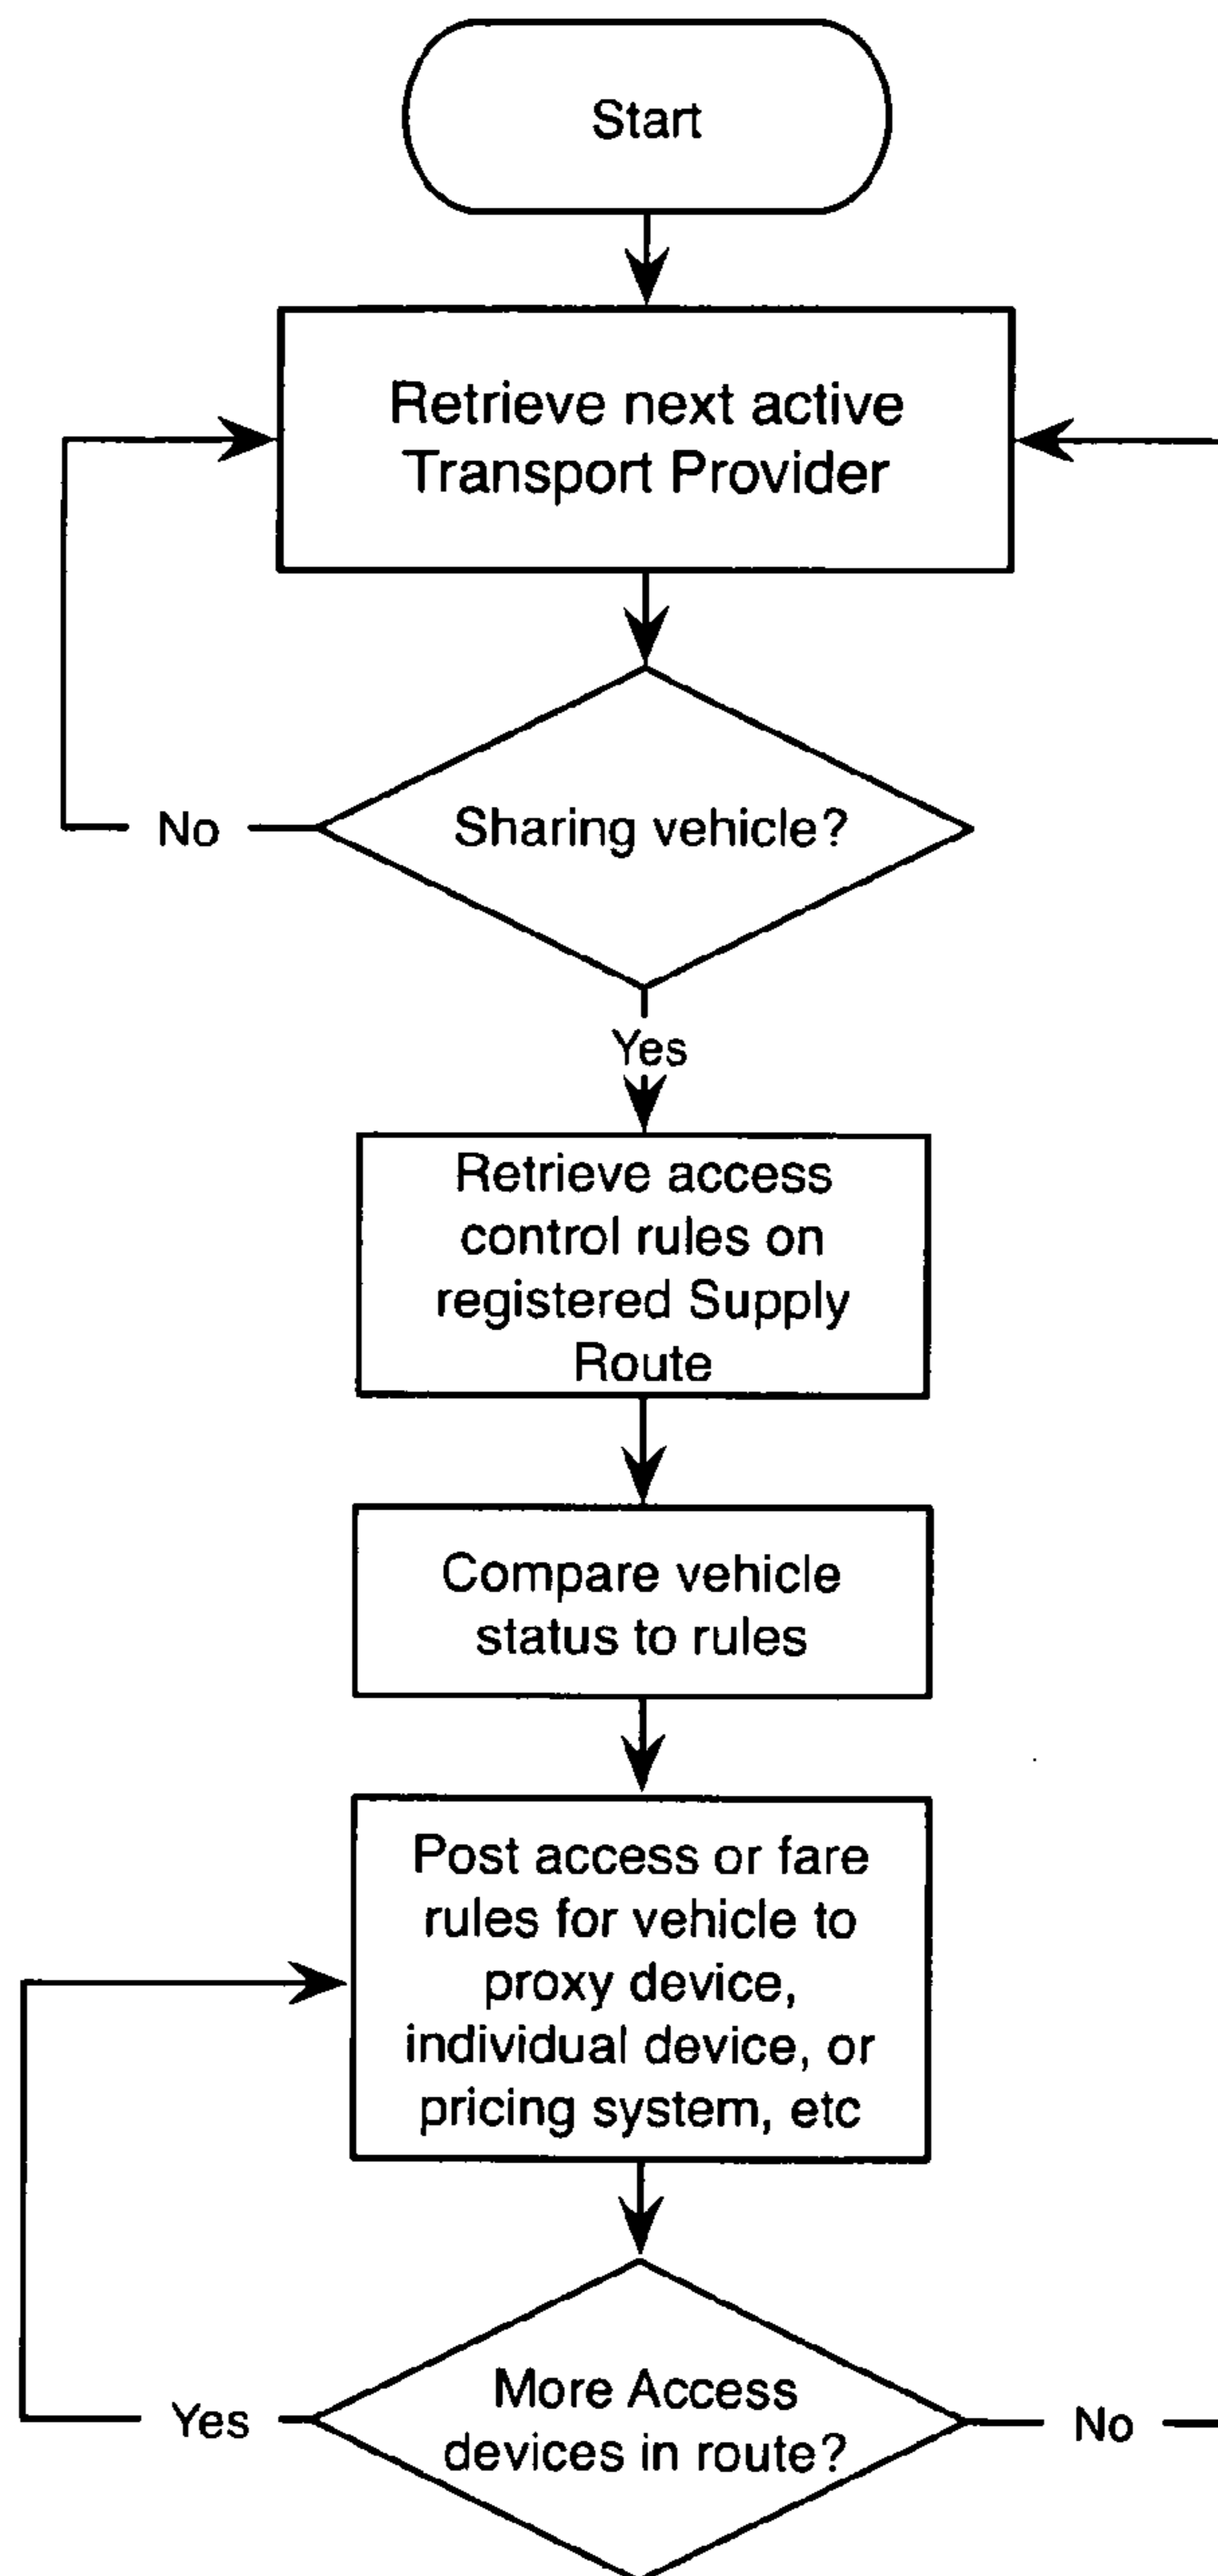 Start
Retrieve next active
Transport Provider
No
Sharing vehicle?
Yes
Retrieve access
control rules on
registered Supply
Route
Compare vehicle
status to rules
Post access or fare
rules for vehicle to
proxy device,
individual device, or
pricing system, etc
Yes
More Access
devices in route?
No